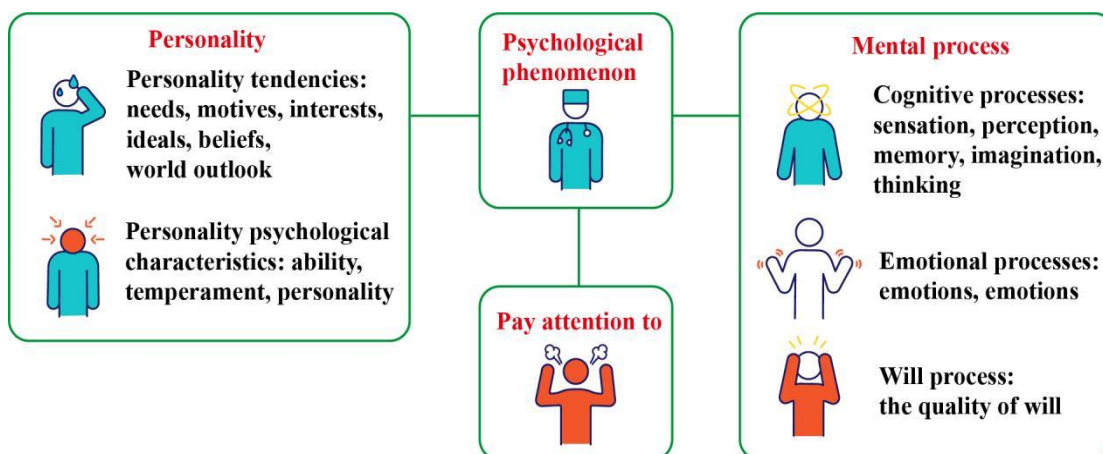 Personality
Personality tendencies:
needs, motives, interests,
ideals, beliefs,
world outlook
Personality psychological
characteristics: ability,
temperament, personality
Psychological
phenomenon
Pay attention to
Mental process
Cognitive processes:
sensation, perception,
memory, imagination,
thinking
Emotional processes:
emotions, emotions
Will process:
the quality of will